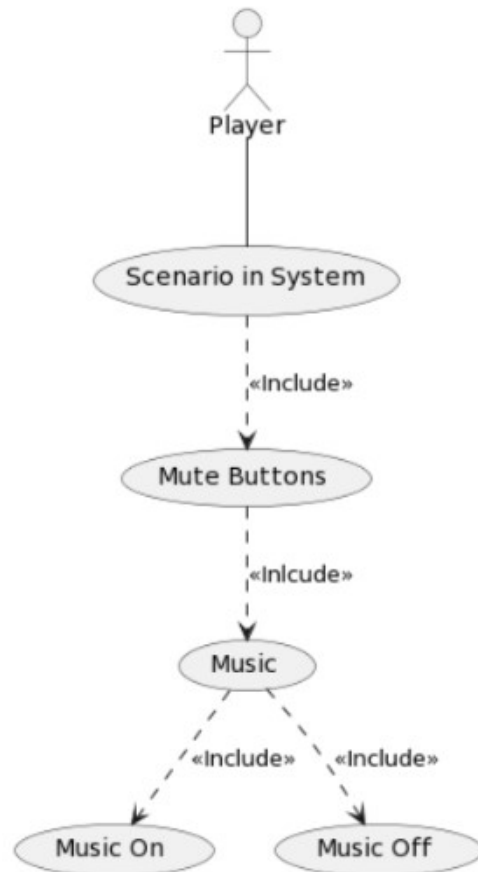 Player
Scenario in System
«Include»
Mute Buttons
«Inlcude»
Music
«Include» «Include»
Music On Music Off